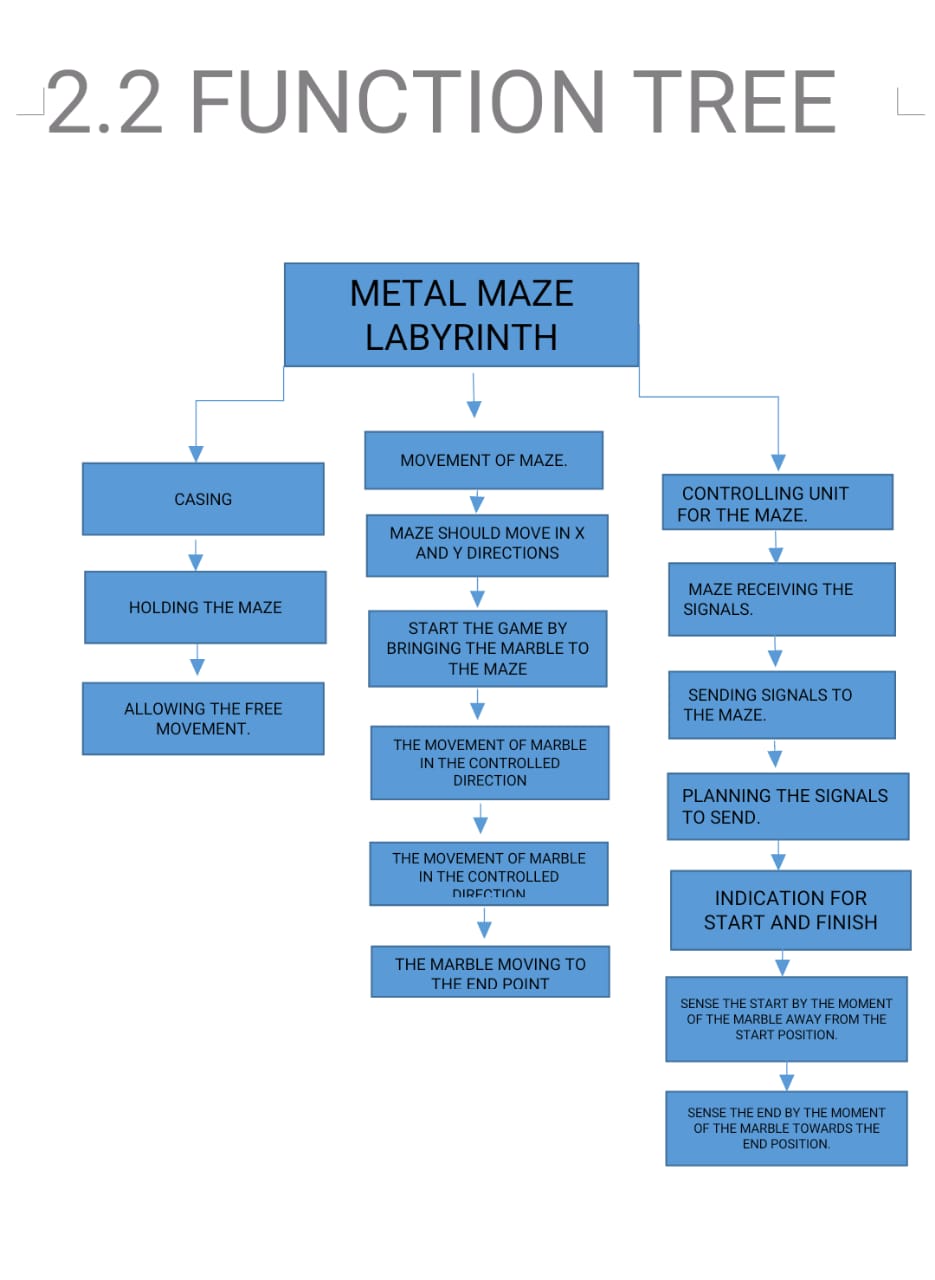 2.2 FUNCTION TREE
METAL MAZE
LABYRINTH
CASING
HOLDING THE MAZE
ALLOWING THE FREE
MOVEMENT.
MOVEMENT OF MAZE.
MAZE SHOULD MOVE IN X
AND Y DIRECTIONS
START THE GAME BY
BRINGING THE MARBLE TO
THE MAZE
THE MOVEMENT OF MARBLE
IN THE CONTROLLED
DIRECTION
THE MOVEMENT OF MARBLE
IN THE CONTROLLED
DIRECTION
THE MARBLE MOVING TO
THE END POINT
CONTROLLING UNIT
FOR THE MAZE.
MAZE RECEIVING THE
SIGNALS.
SENDING SIGNALS TO
THE MAZE.
PLANNING THE SIGNALS
TO SEND.
INDICATION FOR
START AND FINISH
SENSE THE START BY THE MOMENT
OF THE MARBLE AWAY FROM THE
START POSITION.
SENSE THE END BY THE MOMENT
OF THE MARBLE TOWARDS THE
END POSITION.